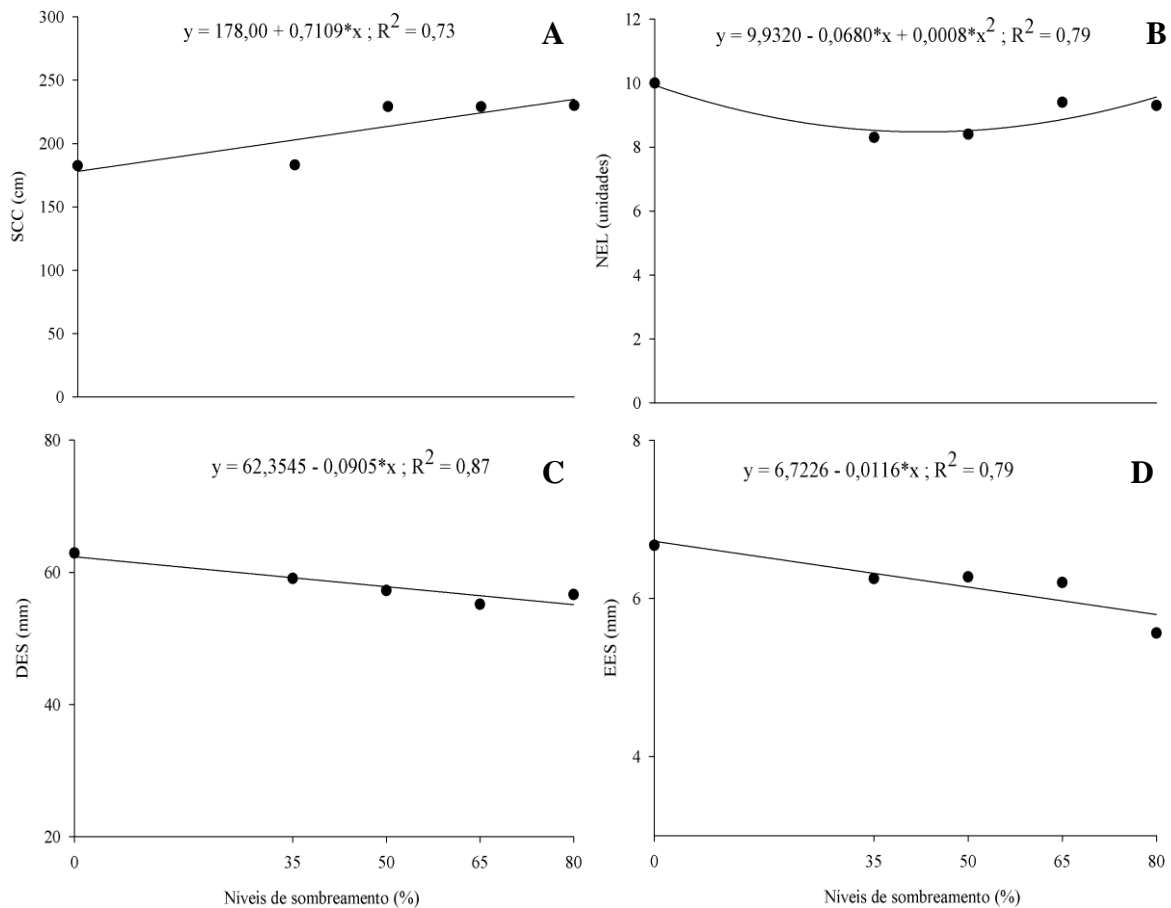 y = 178,00 + 0,7109*x ; R² = 0,73
A
300
250
200
150
100
50
0
SCC (cm)
y = 9,9320 - 0,0680*x + 0,0008*x² ; R² = 0,79
B
12
10
8
6
4
2
0
NEL (unidades)
y = 62,3545 - 0,0905*x ; R² = 0,87
C
80
60
40
20
DES (mm)
0
35
50
65
80
Níveis de sombreamento (%)
y = 6,7226 - 0,0116*x ; R² = 0,79
D
8
6
4
EES (mm)
0
35
50
65
80
Níveis de sombreamento (%)